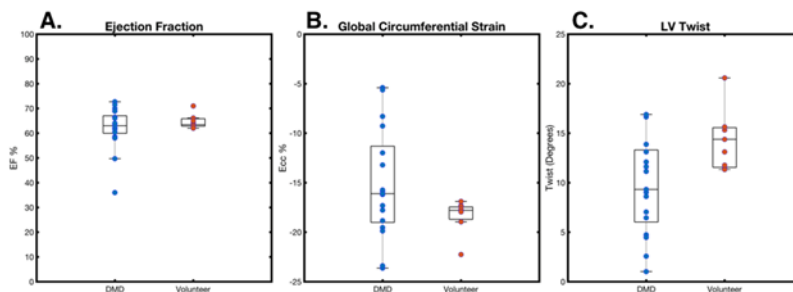 A. Ejection Fraction
100
90
80
70
60
50
40
30
20
10
0
EF %
DMD Volunteer
B. Global Circumferential Strain
0
-5
-10
-15
-20
-25
Ecc %
DMD Volunteer
C. LV Twist
25
20
15
10
5
0
Twist (Degrees)
DMD Volunteer